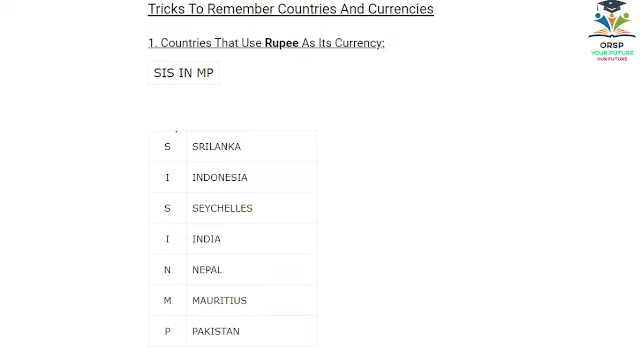 Tricks To Remember Countries And Currencies
1. Countries That Use Rupee As Its Currency:
SIS IN MP
S SRILANKA
I INDONESIA
S SEYCHELLES
I INDIA
N NEPAL
M MAURITIUS
P PAKISTAN
ORSP
YOUR FUTURE
OUR FUTURE